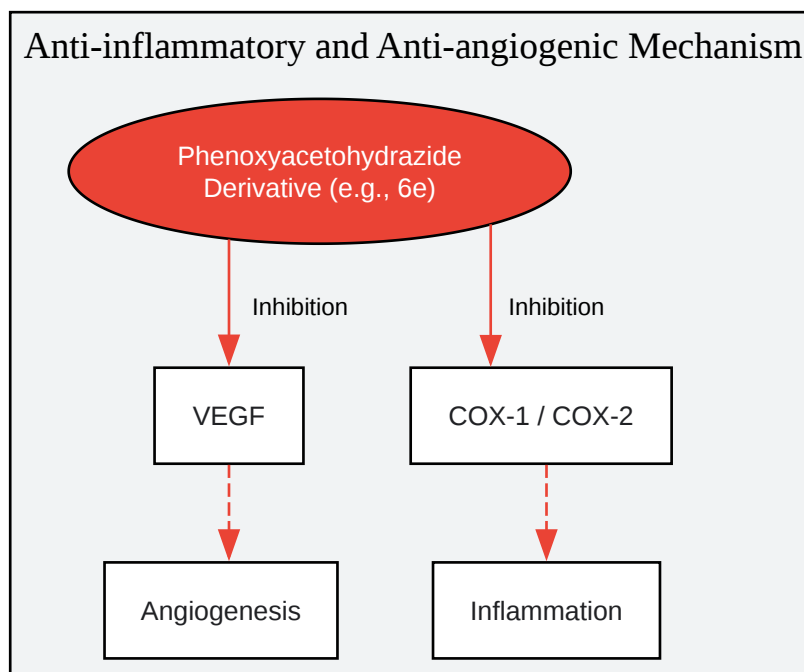 Anti-inflammatory and Anti-angiogenic Mechanism
Phenoxyacetohydrazide
Derivative (e.g., 6e)
Inhibition
Inhibition
VEGF
COX-1 / COX-2
Angiogenesis
Inflammation